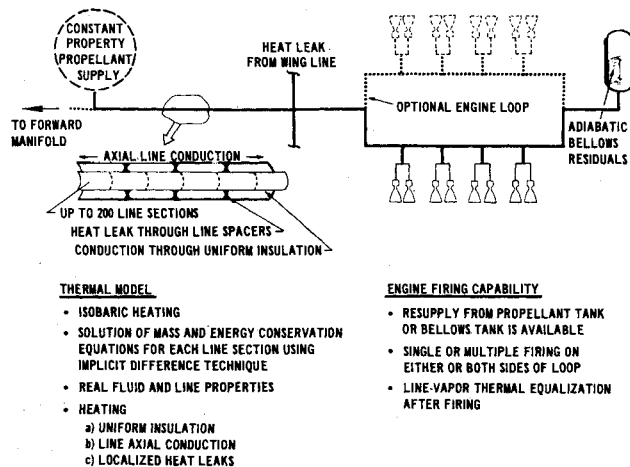 CONSTANT
PROPERTY
PROPELLANT
SUPPLY
HEAT LEAK
FROM WING LINE
OPTIONAL ENGINE LOOP
TO FORWARD
MANIFOLD
ADIABATIC
BELLOWS
RESIDUALS
AXIAL LINE CONDUCTION
UP TO 200 LINE SECTIONS
HEAT LEAK THROUGH LINE SPACERS
CONDUCTION THROUGH UNIFORM INSULATION
THERMAL MODEL
• ISOBARIC HEATING
• SOLUTION OF MASS AND ENERGY CONSERVATION
EQUATIONS FOR EACH LINE SECTION USING
IMPLICIT DIFFERENCE TECHNIQUE
• REAL FLUID AND LINE PROPERTIES
• HEATING
a) UNIFORM INSULATION
b) LINE AXIAL CONDUCTION
c) LOCALIZED HEAT LEAKS
ENGINE FIRING CAPABILITY
• RESUPPLY FROM PROPELLANT TANK
OR BELLOWS TANK IS AVAILABLE
• SINGLE OR MULTIPLE FIRING ON
EITHER OR BOTH SIDES OF LOOP
• LINE-VAPOR THERMAL EQUALIZATION
AFTER FIRING